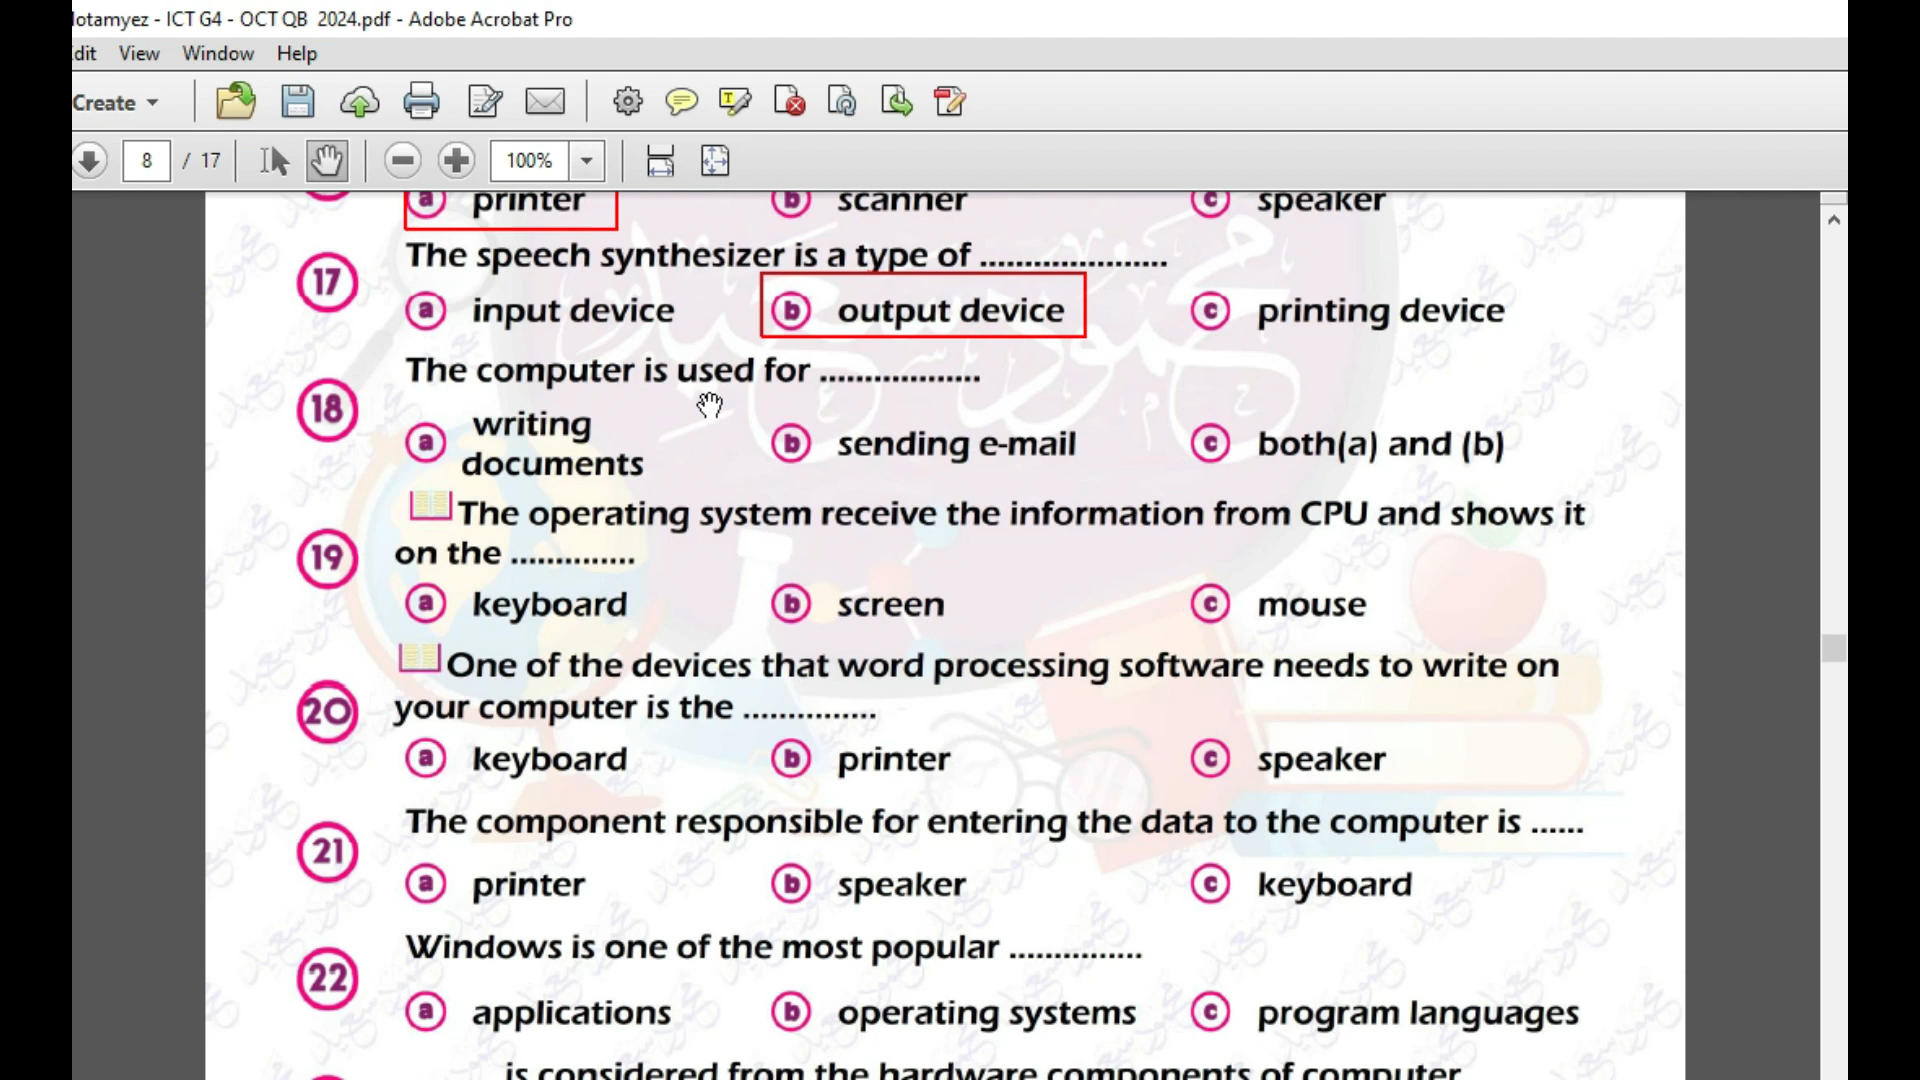 lotamyez - ICT G4 - OCT QB 2024.pdf - Adobe Acrobat Pro
Edit View Window Help
Create
8 / 17 100%
a printer b scanner c speaker
17 The speech synthesizer is a type of .....................
a input device b output device c printing device
18 The computer is used for ..................
a writing documents b sending e-mail c both(a) and (b)
19 The operating system receive the information from CPU and shows it
on the ..............
a keyboard b screen c mouse
20 One of the devices that word processing software needs to write on
your computer is the ...............
a keyboard b printer c speaker
21 The component responsible for entering the data to the computer is ......
a printer b speaker c keyboard
22 Windows is one of the most popular ...............
a applications b operating systems c program languages
is considered from the hardware components of computer